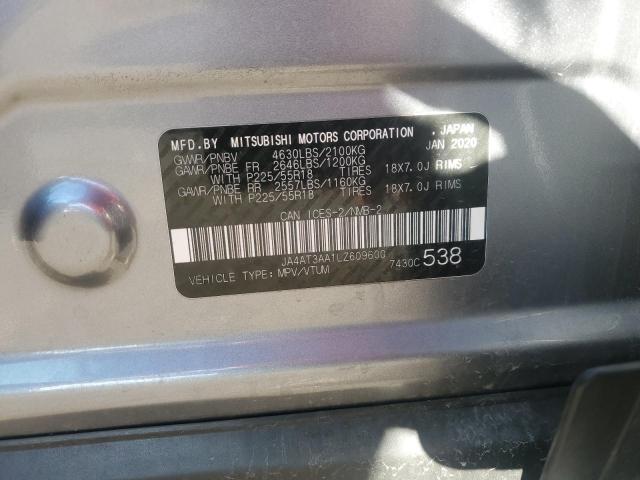 MFD.BY MITSUBISHI MOTORS CORPORATION , JAPAN
GVWR/PNBV 4630LBS/2100KG JAN 2020
GAWR/PNBE FR 2646LBS/1200KG
WITH P225/55R18 TIRES 18X7.0J RIMS
GAWR/PNBE RR 2557LBS/1160KG
WITH P225/55R18 TIRES 18X7.0J RIMS
CAN ICES-2/NMB-2
JA4AT3AA1LZ609600
VEHICLE TYPE: MPV/VTUM 7430C 538